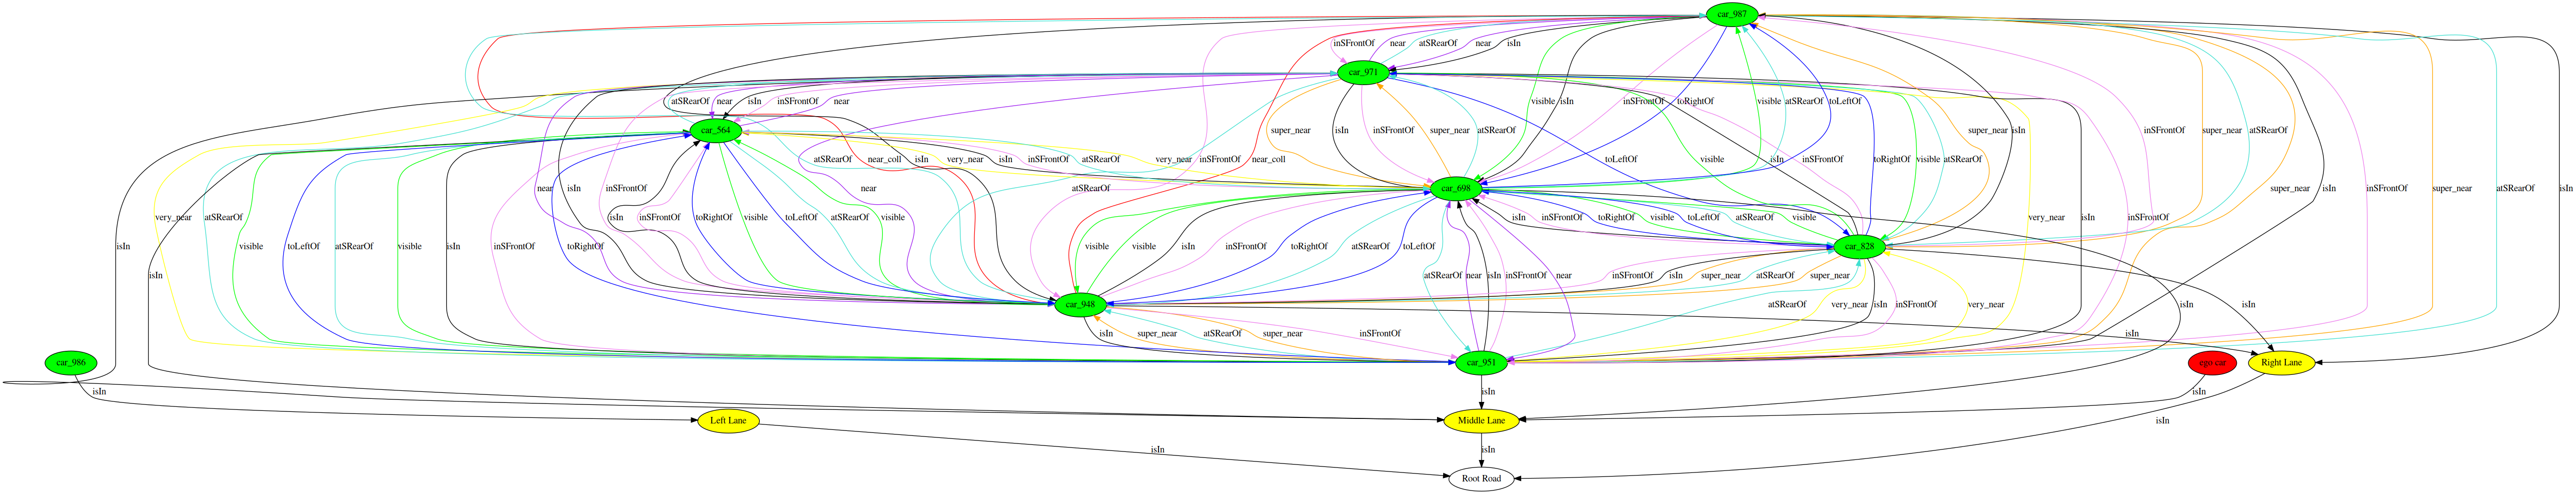 car_987
inSFrontOf near atSRearOf near isIn
car_971
atSRearOf near isIn inSFrontOf near visible isIn inSFrontOf toRightOf visible atSRearOf toLeftOf super_near inSFrontOf super_near atSRearOf
car_564
super_near isIn inSFrontOf super_near atSRearOf
atSRearOf near_coll isIn very_near isIn inSFrontOf atSRearOf very_near inSFrontOf super_near isIn inSFrontOf super_near atSRearOf isIn
toLeftOf visible isIn inSFrontOf toRightOf visible atSRearOf
near isIn inSFrontOf near atSRearOf
car_698
very_near atSRearOf visible toLeftOf atSRearOf visible isIn inSFrontOf toRightOf
isIn inSFrontOf toRightOf visible toLeftOf atSRearOf visible
isIn inSFrontOf toRightOf visible toLeftOf atSRearOf visible
very_near isIn inSFrontOf
car_828
isIn visible visible isIn inSFrontOf toRightOf atSRearOf toLeftOf
isIn atSRearOf near isIn inSFrontOf near inSFrontOf isIn super_near atSRearOf super_near
car_948
atSRearOf very_near isIn inSFrontOf very_near isIn isIn
isIn super_near atSRearOf super_near inSFrontOf isIn
car_986
car_951
ego car
Right Lane
isIn isIn isIn
Left Lane
Middle Lane
isIn isIn isIn
Root Road